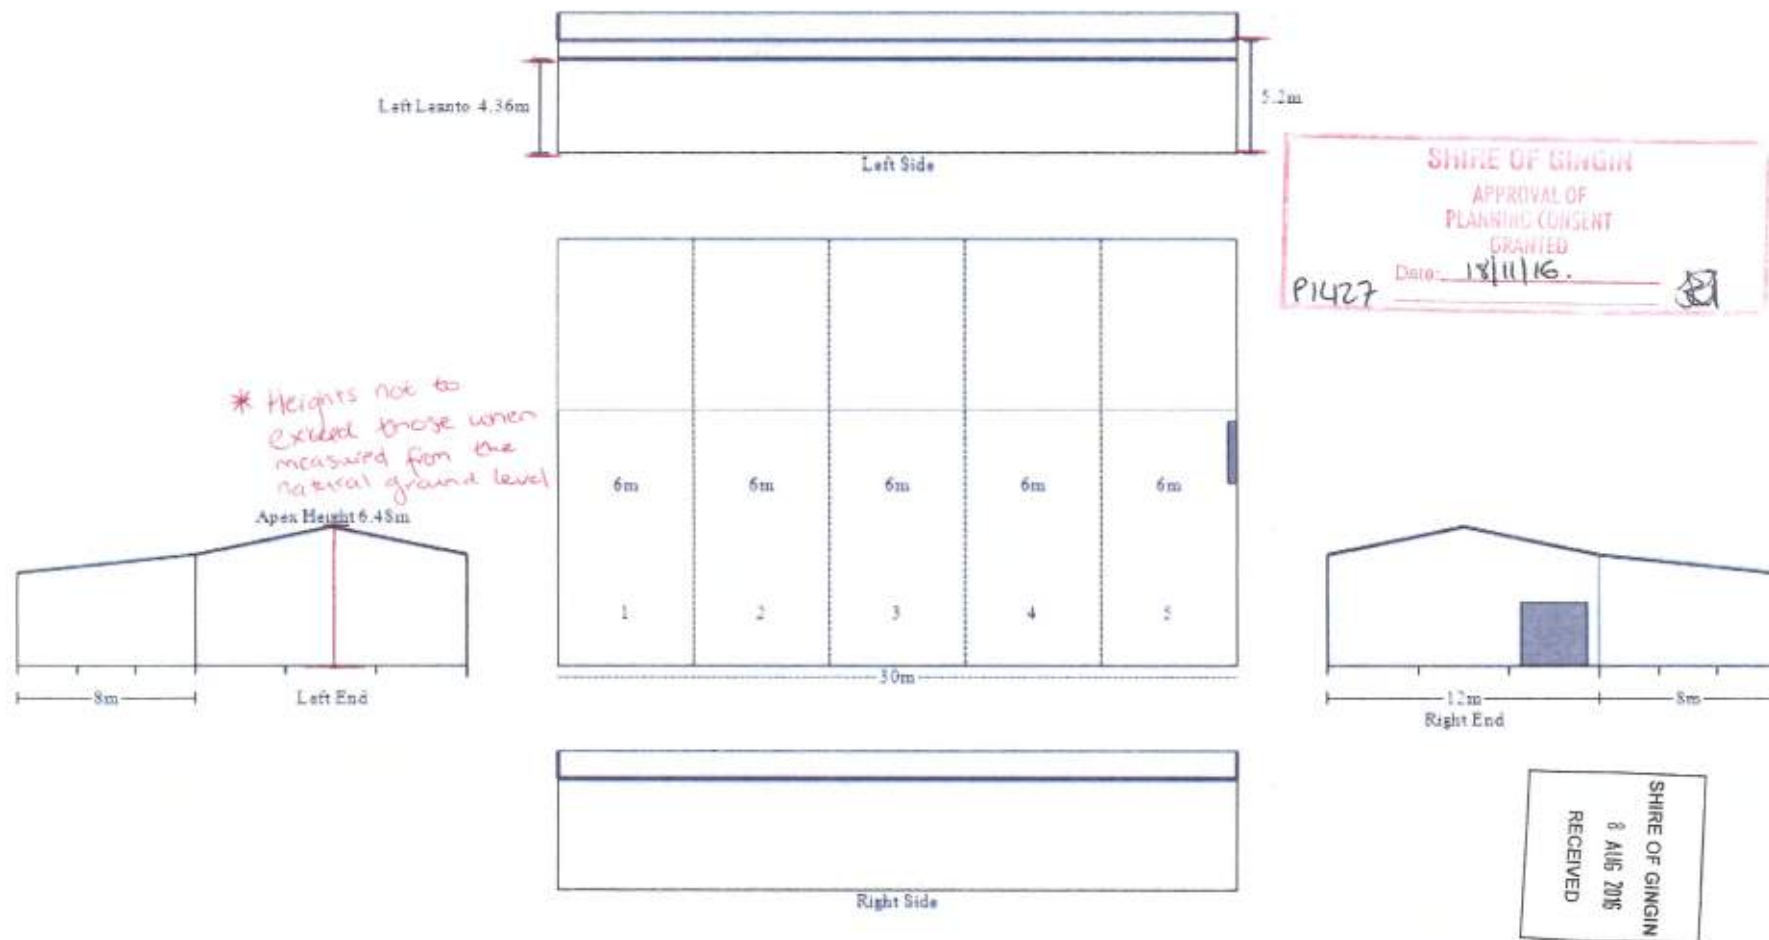 Left Leanto 4.36m
5.2m
Left Side
SHIRE OF GINGIN
APPROVAL OF
PLANNING CONSENT
GRANTED
Date: 18/11/16.
P1427
* Heights not to
exceed those when
measured from the
natural ground level
Apex Height 6.48m
6m 6m 6m 6m 6m
1 2 3 4 5
30m
8m
Left End
12m 8m
Right End
Right Side
SHIRE OF GINGIN
8 AUG 2016
RECEIVED